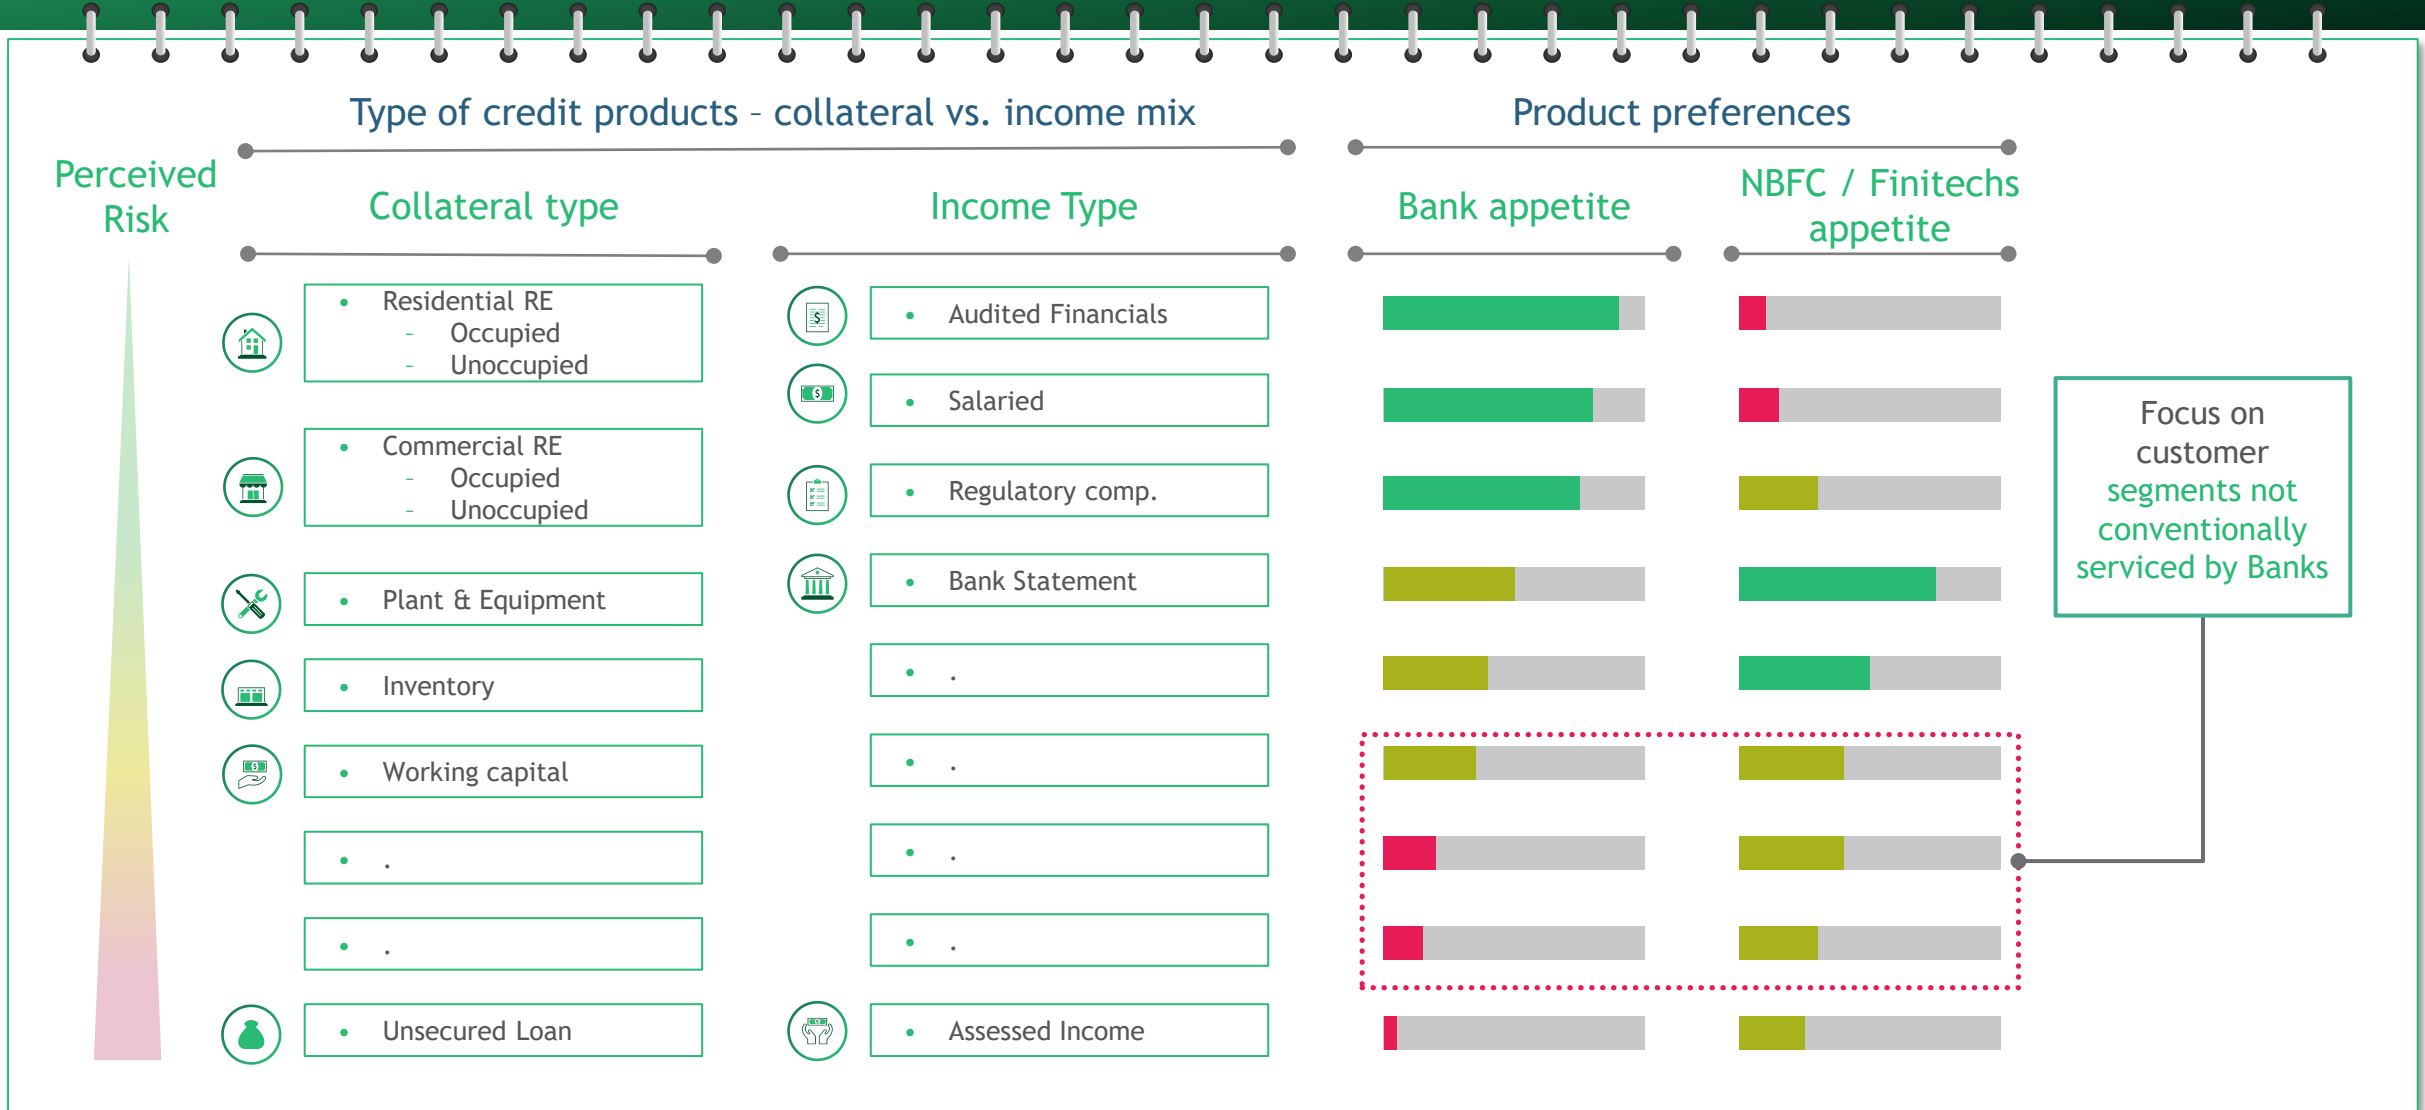 Type of credit products – collateral vs. income mix
Product preferences
Perceived
Risk
Collateral type
Income Type
Bank appetite
NBFC / Finitechs
appetite
• Residential RE
- Occupied
- Unoccupied
• Commercial RE
- Occupied
- Unoccupied
• Plant & Equipment
• Inventory
• Working capital
• .
• .
• Unsecured Loan
• Audited Financials
• Salaried
• Regulatory comp.
• Bank Statement
• .
• .
• .
• .
• Assessed Income
Focus on
customer
segments not
conventionally
serviced by Banks